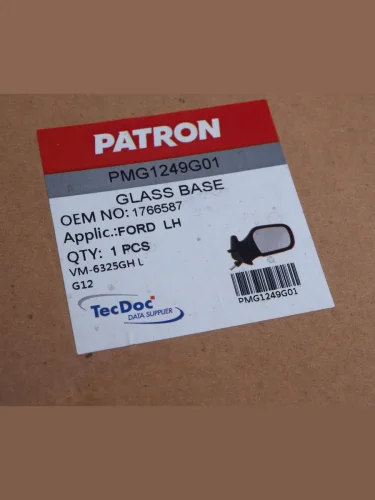 PATRON
PMG1249G01
GLASS BASE
OEM NO:1766587
Applic.:FORD LH
QTY: 1 PCS
VM-6325GH L
G12
TecDoc
DATA SUPPLIER
PMG1249G01